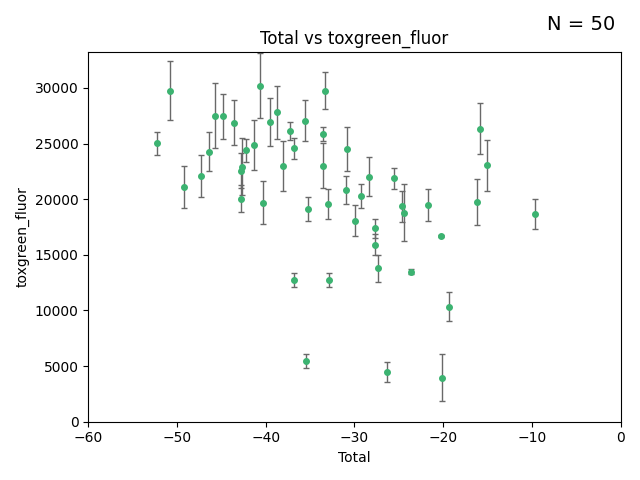 N = 50
Total vs toxgreen_fluor
30000
25000
20000
15000
10000
5000
0
toxgreen_fluor
−60 −50 −40 −30 −20 −10 0
Total